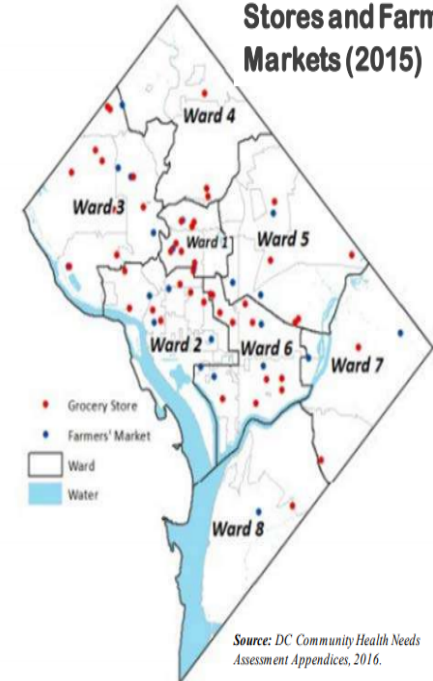 Stores and Farm
Markets (2015)
Ward 4
Ward 3
Ward 1
Ward 5
Ward 2
Ward 6
Ward 7
Grocery Store
Farmers' Market
Ward
Water
Ward 8
Source: DC Community Health Needs
Assessment Appendices, 2016.